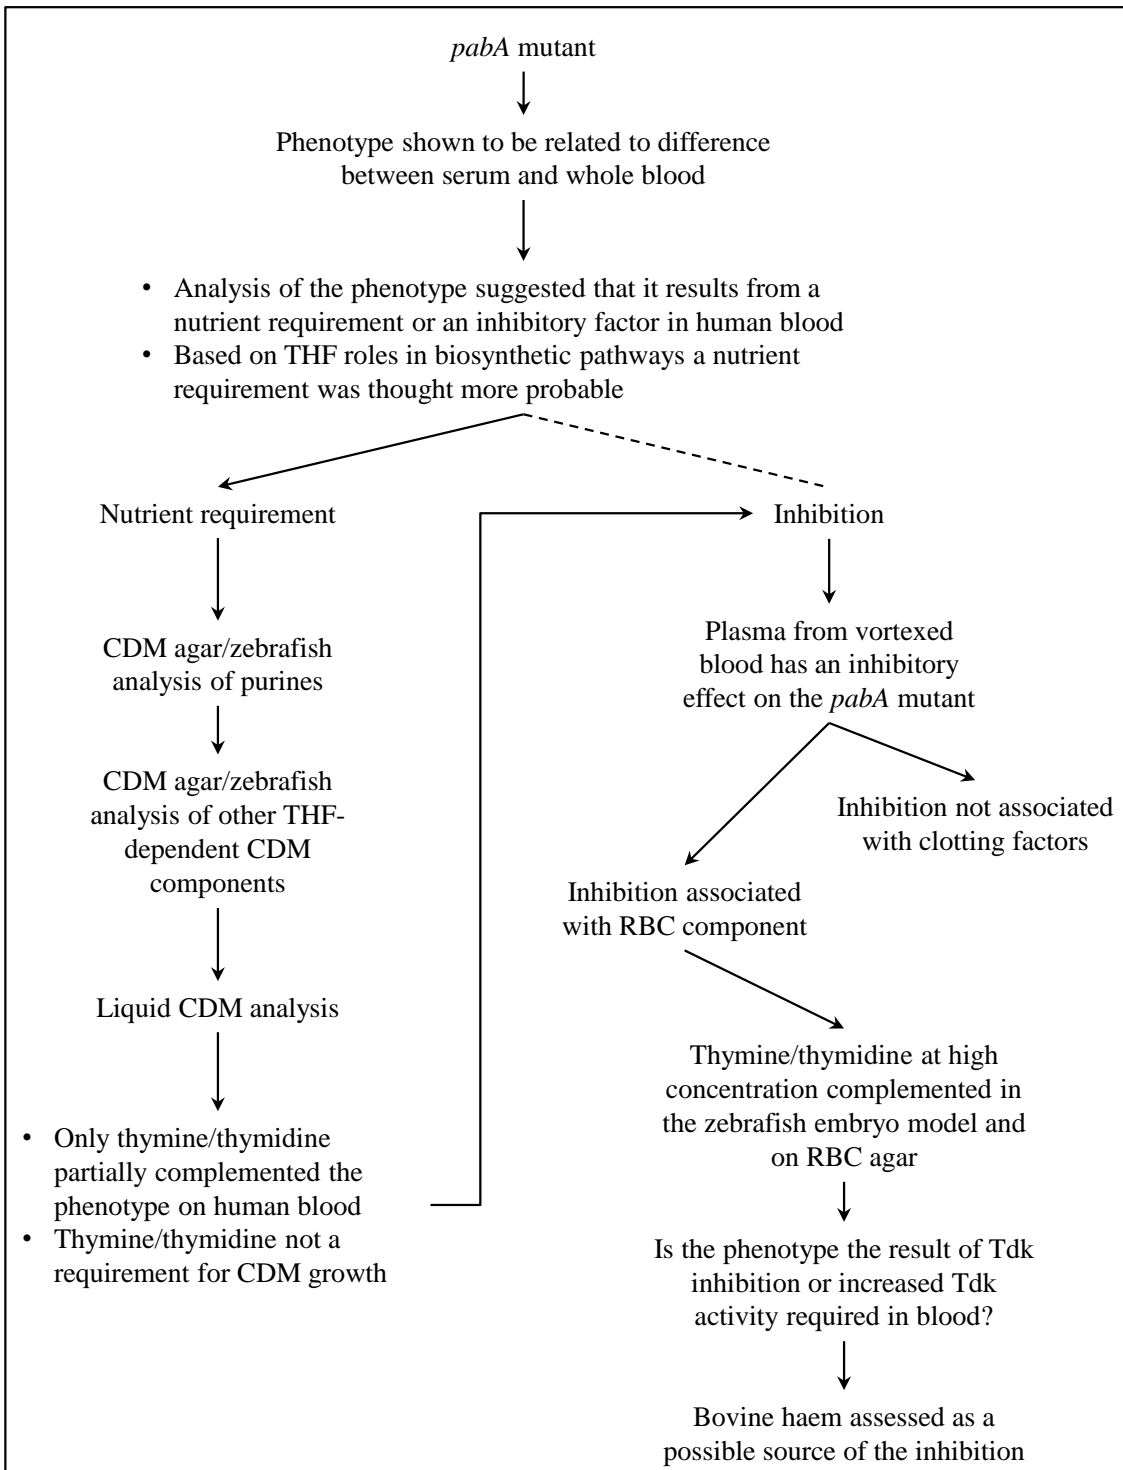 pabA mutant
Phenotype shown to be related to difference
between serum and whole blood
• Analysis of the phenotype suggested that it results from a
nutrient requirement or an inhibitory factor in human blood
• Based on THF roles in biosynthetic pathways a nutrient
requirement was thought more probable
Nutrient requirement
CDM agar/zebrafish
analysis of purines
CDM agar/zebrafish
analysis of other THF-
dependent CDM
components
Liquid CDM analysis
• Only thymine/thymidine
partially complemented the
phenotype on human blood
• Thymine/thymidine not a
requirement for CDM growth
Inhibition
Plasma from vortexed
blood has an inhibitory
effect on the pabA mutant
Inhibition not associated
with clotting factors
Inhibition associated
with RBC component
Thymine/thymidine at high
concentration complemented in
the zebrafish embryo model and
on RBC agar
Is the phenotype the result of Tdk
inhibition or increased Tdk
activity required in blood?
Bovine haem assessed as a
possible source of the inhibition